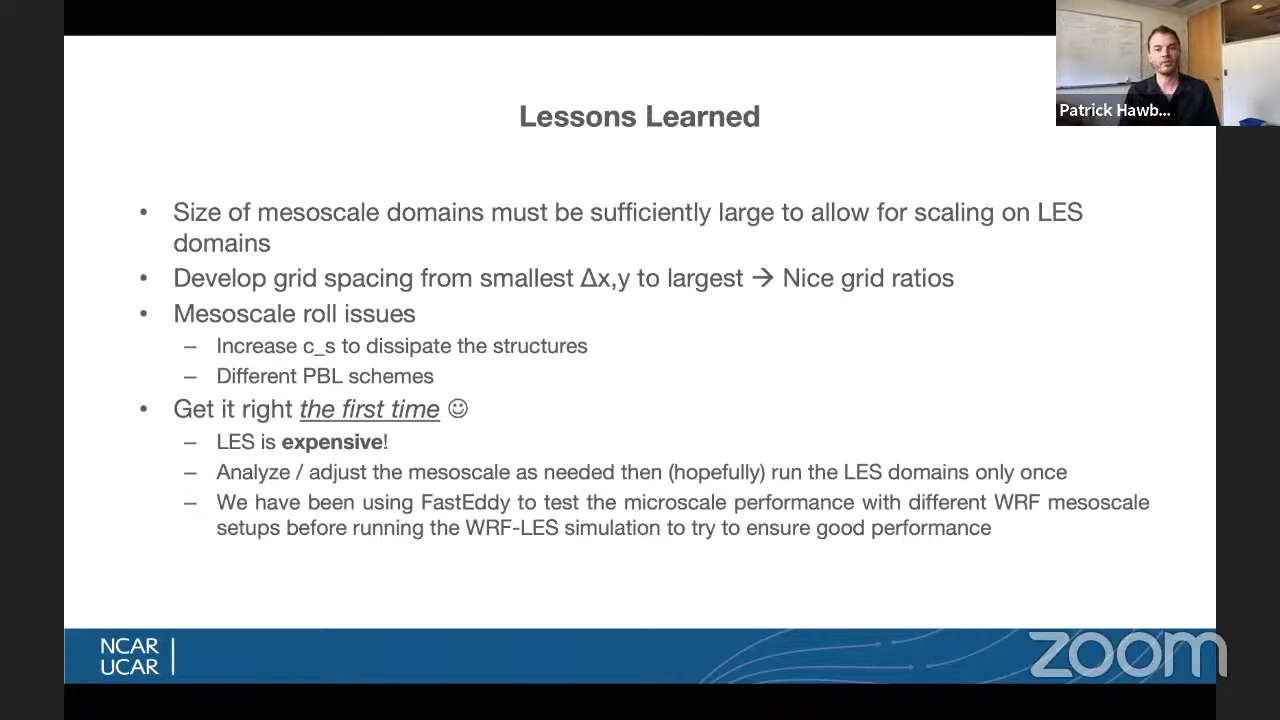 Patrick Hawb...
Lessons Learned
• Size of mesoscale domains must be sufficiently large to allow for scaling on LES
domains
• Develop grid spacing from smallest Δx,y to largest → Nice grid ratios
• Mesoscale roll issues
– Increase c_s to dissipate the structures
– Different PBL schemes
• Get it right the first time ☺
– LES is expensive!
– Analyze / adjust the mesoscale as needed then (hopefully) run the LES domains only once
– We have been using FastEddy to test the microscale performance with different WRF mesoscale
setups before running the WRF-LES simulation to try to ensure good performance
NCAR
UCAR
zoom